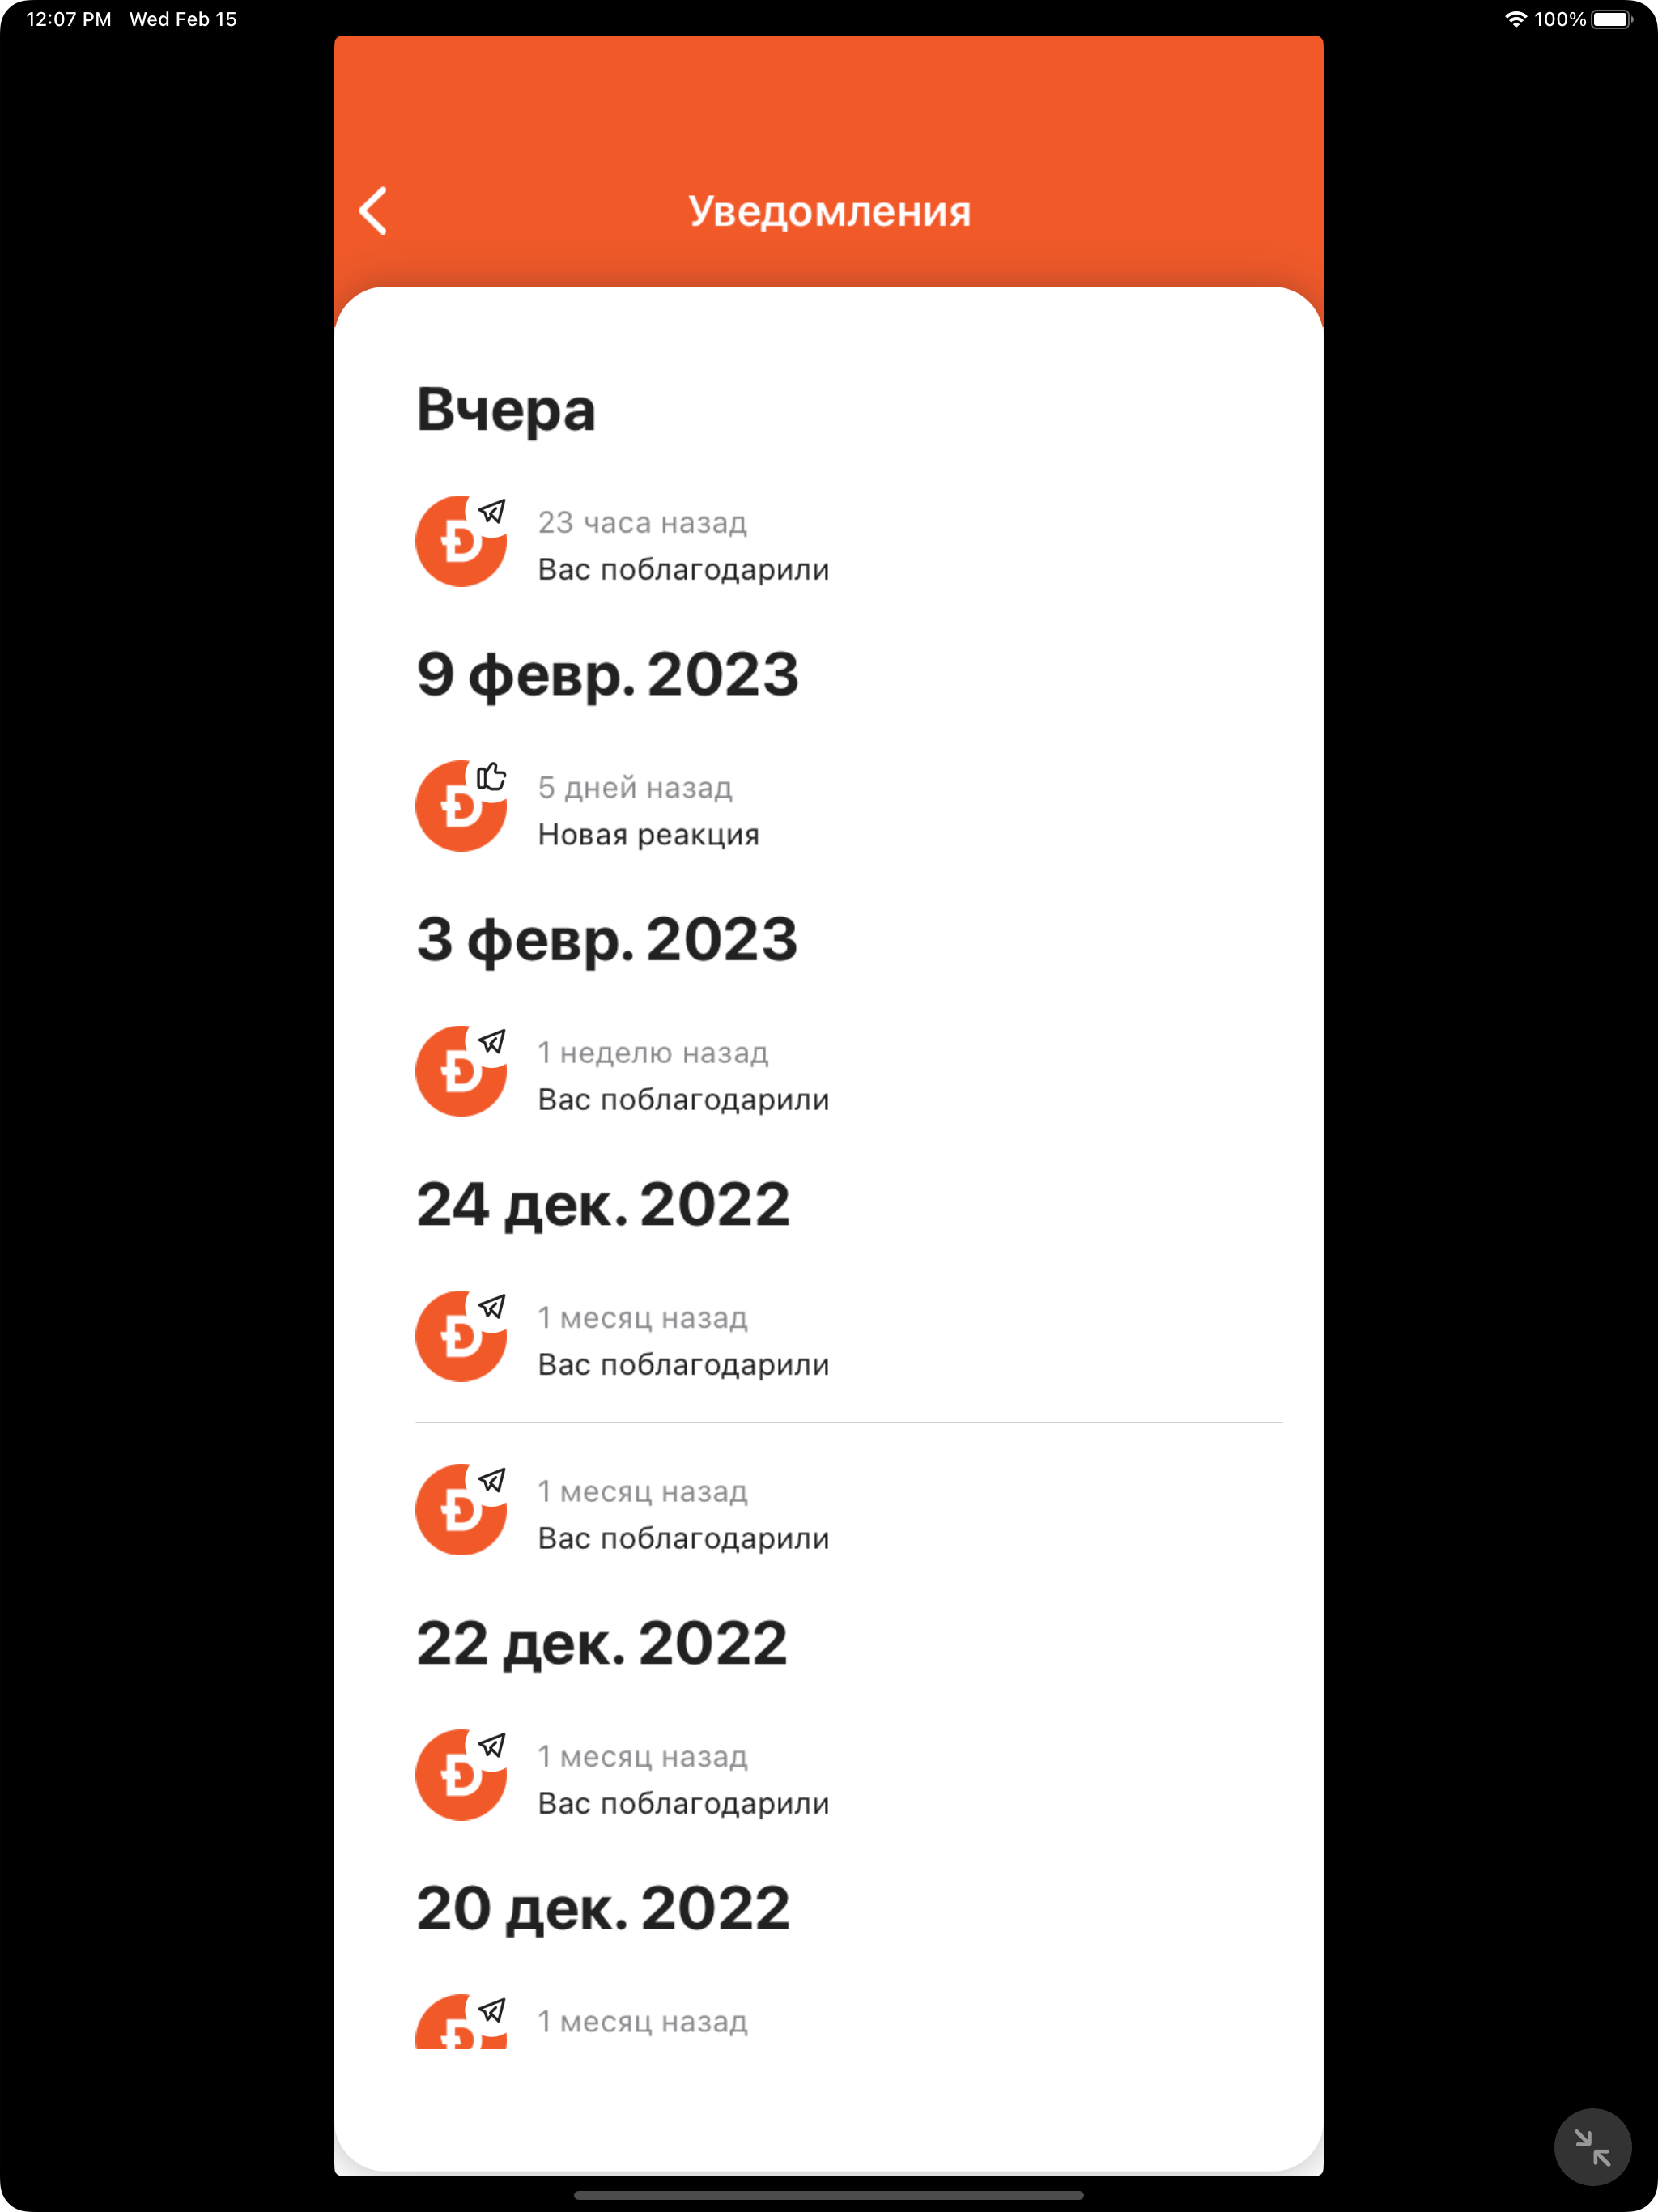 12:07 PM Wed Feb 15 100%
Уведомления
Вчера
23 часа назад
Вас поблагодарили
9 февр. 2023
5 дней назад
Новая реакция
3 февр. 2023
1 неделю назад
Вас поблагодарили
24 дек. 2022
1 месяц назад
Вас поблагодарили
1 месяц назад
Вас поблагодарили
22 дек. 2022
1 месяц назад
Вас поблагодарили
20 дек. 2022
1 месяц назад